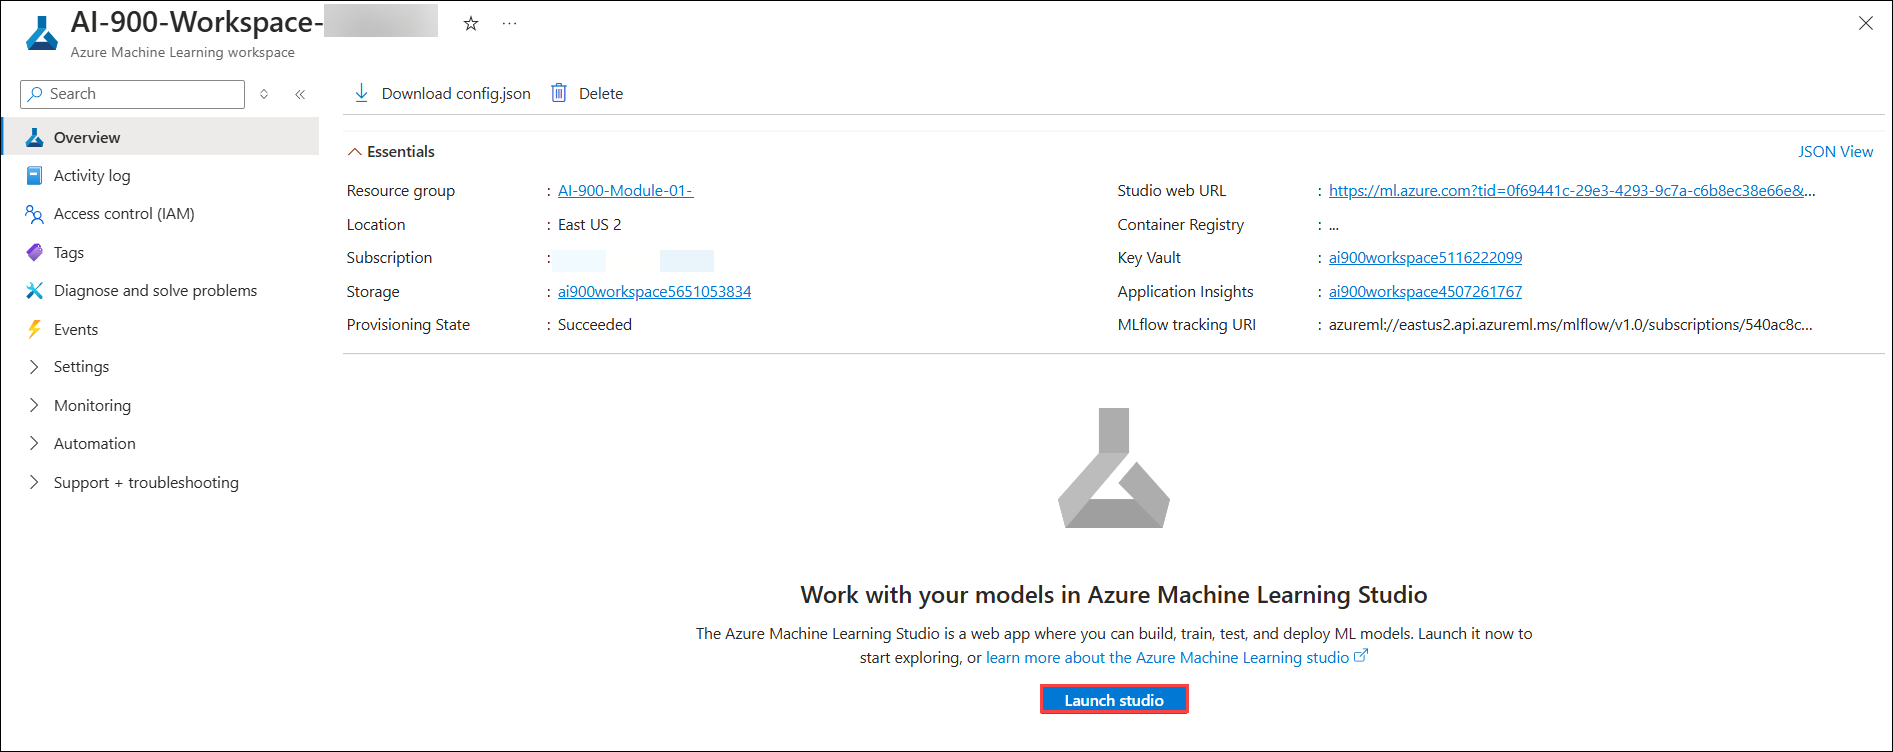 AI-900-Workspace-
Azure Machine Learning workspace
Search
Download config.json
Delete
Overview
Activity log
Access control (IAM)
Tags
Diagnose and solve problems
Events
Settings
Monitoring
Automation
Support + troubleshooting
Essentials
JSON View
Resource group : AI-900-Module-01-
Location : East US 2
Subscription :
Storage : ai900workspace5651053834
Provisioning State : Succeeded
Studio web URL : https://ml.azure.com?tid=0f69441c-29e3-4293-9c7a-c6b8ec38e66e&...
Container Registry : ...
Key Vault : ai900workspace5116222099
Application Insights : ai900workspace4507261767
MLflow tracking URI : azureml://eastus2.api.azureml.ms/mlflow/v1.0/subscriptions/540ac8c...
Work with your models in Azure Machine Learning Studio
The Azure Machine Learning Studio is a web app where you can build, train, test, and deploy ML models. Launch it now to
start exploring, or learn more about the Azure Machine Learning studio
Launch studio